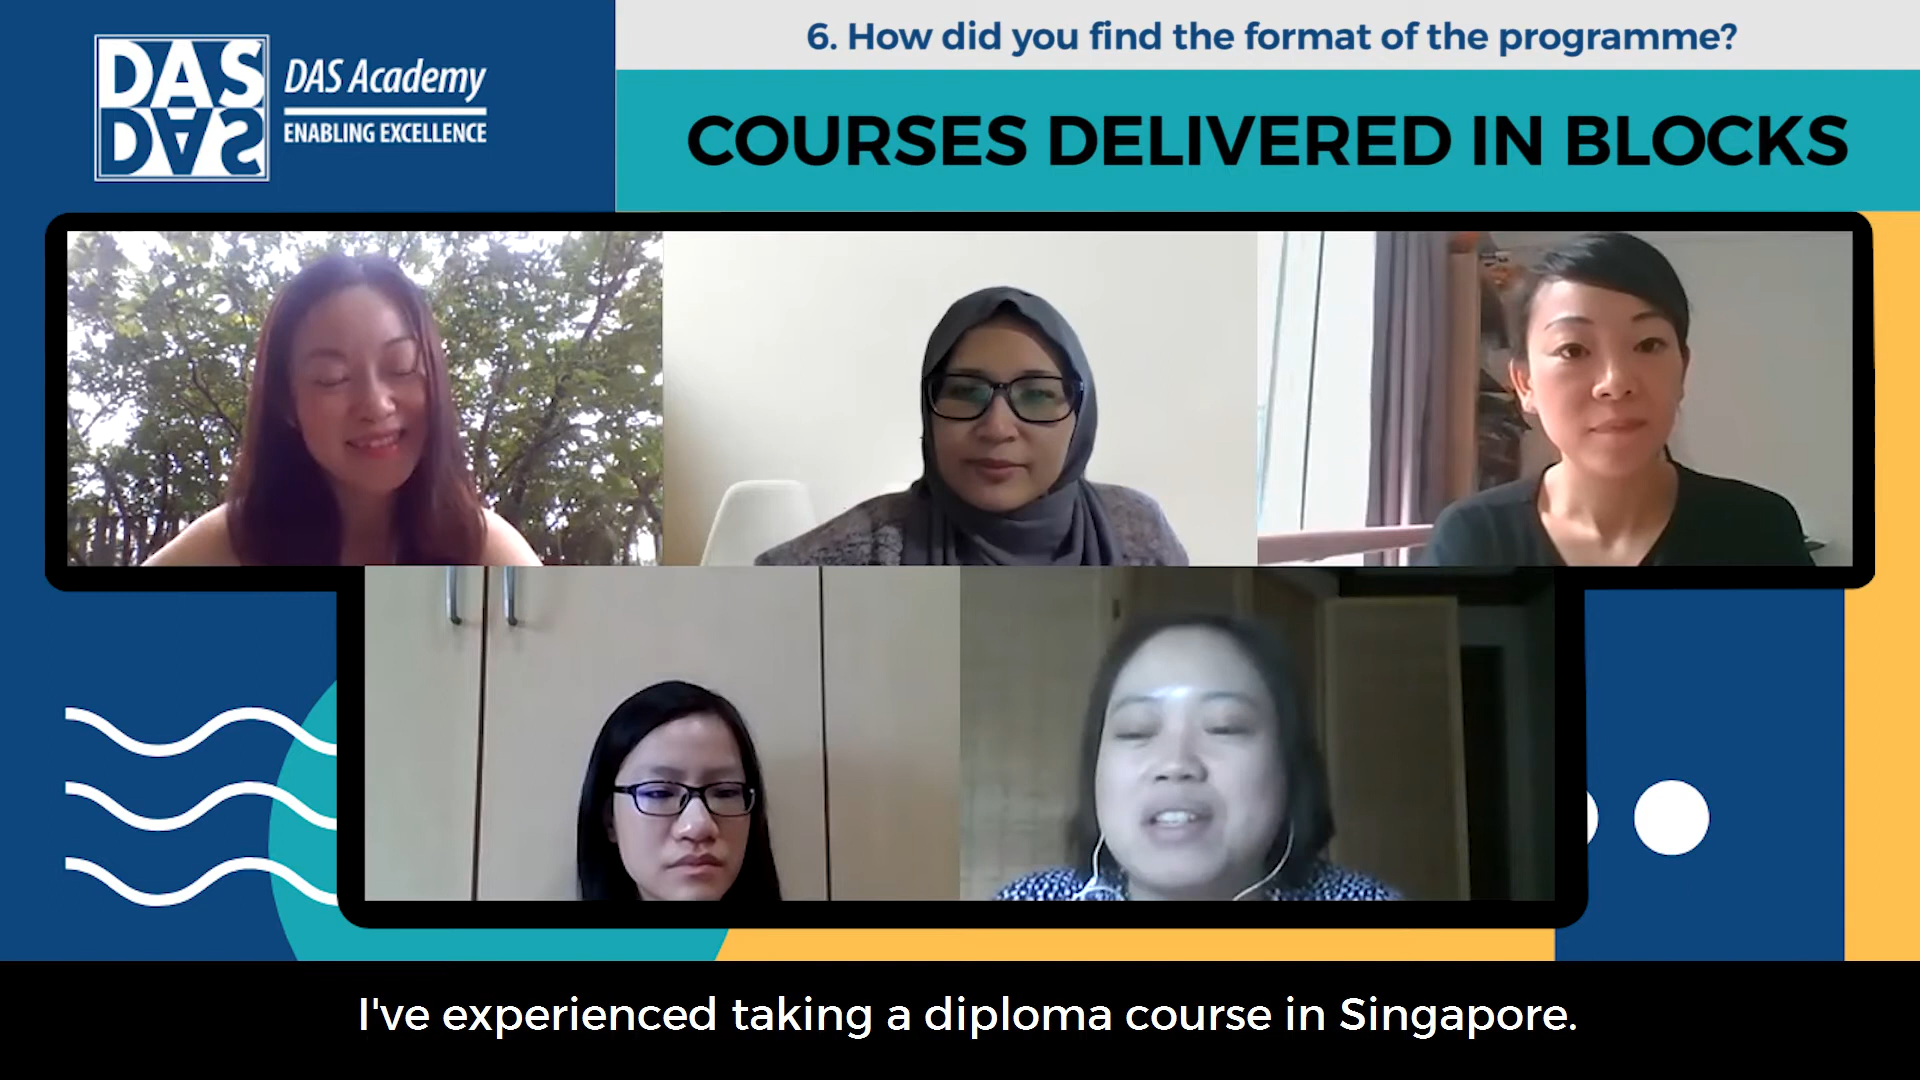 DAS
DAS
DAS Academy
ENABLING EXCELLENCE
6. How did you find the format of the programme?
COURSES DELIVERED IN BLOCKS
I've experienced taking a diploma course in Singapore.